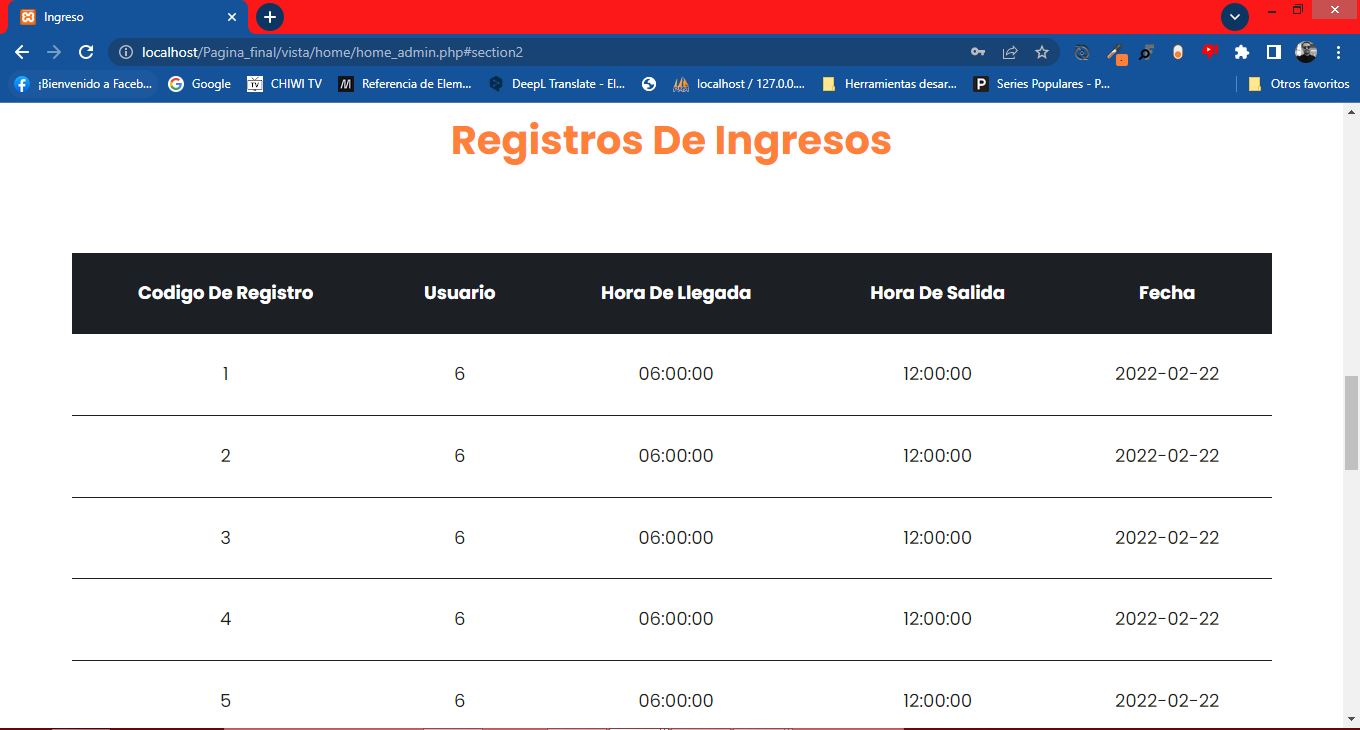 Ingreso
localhost/Pagina_final/vista/home/home_admin.php#section2
¡Bienvenido a Faceb... Google CHIWI TV Referencia de Elem... DeepL Translate - El... localhost / 127.0.0.... Herramientas desar... Series Populares - P... Otros favoritos
Registros De Ingresos
Codigo De Registro Usuario Hora De Llegada Hora De Salida Fecha
1 6 06:00:00 12:00:00 2022-02-22
2 6 06:00:00 12:00:00 2022-02-22
3 6 06:00:00 12:00:00 2022-02-22
4 6 06:00:00 12:00:00 2022-02-22
5 6 06:00:00 12:00:00 2022-02-22